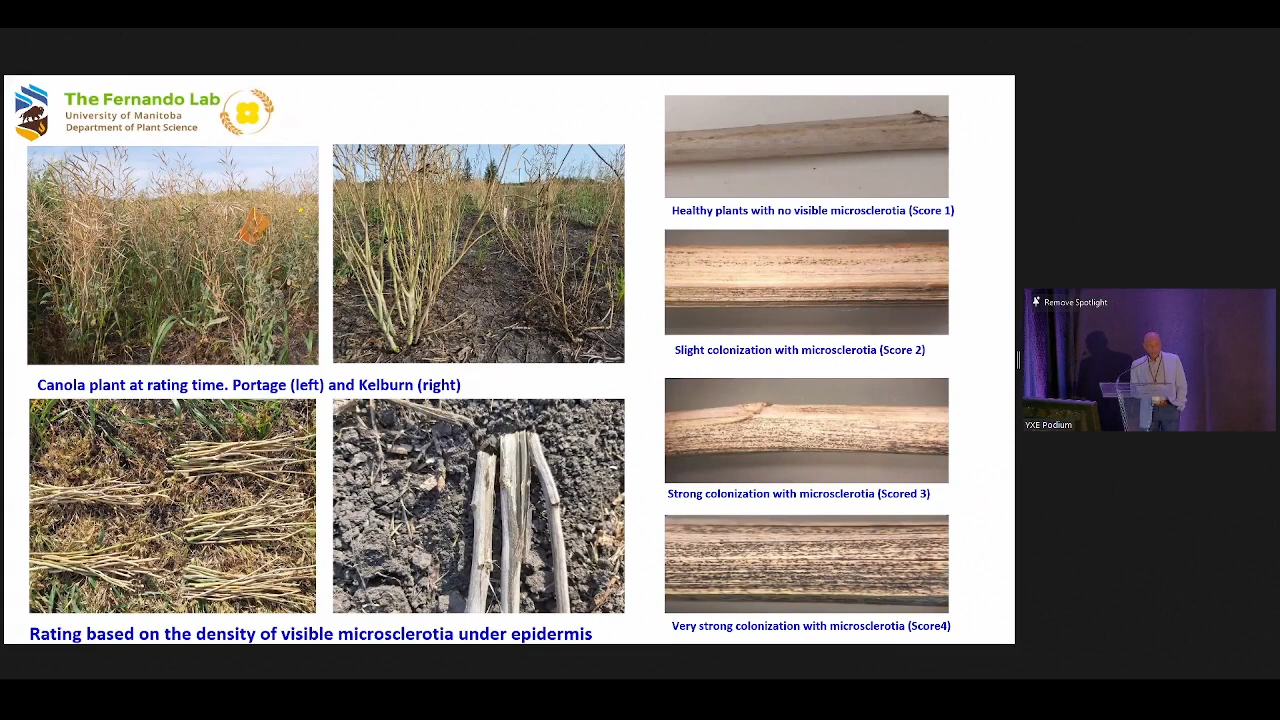 The Fernando Lab
University of Manitoba
Department of Plant Science
Canola plant at rating time. Portage (left) and Kelburn (right)
Rating based on the density of visible microsclerotia under epidermis
Healthy plants with no visible microsclerotia (Score 1)
Slight colonization with microsclerotia (Score 2)
Strong colonization with microsclerotia (Scored 3)
Very strong colonization with microsclerotia (Score4)
Remove Spotlight
YXE Podium